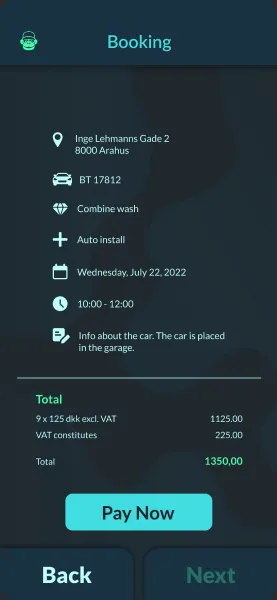 Booking
Inge Lehmanns Gade 2
8000 Arahus
BT 17812
Combine wash
Auto install
Wednesday, July 22, 2022
10:00 - 12:00
Info about the car. The car is placed
in the garage.
Total
9 x 125 dkk excl. VAT 1125.00
VAT constitutes 225.00
Total 1350,00
Pay Now
Back Next